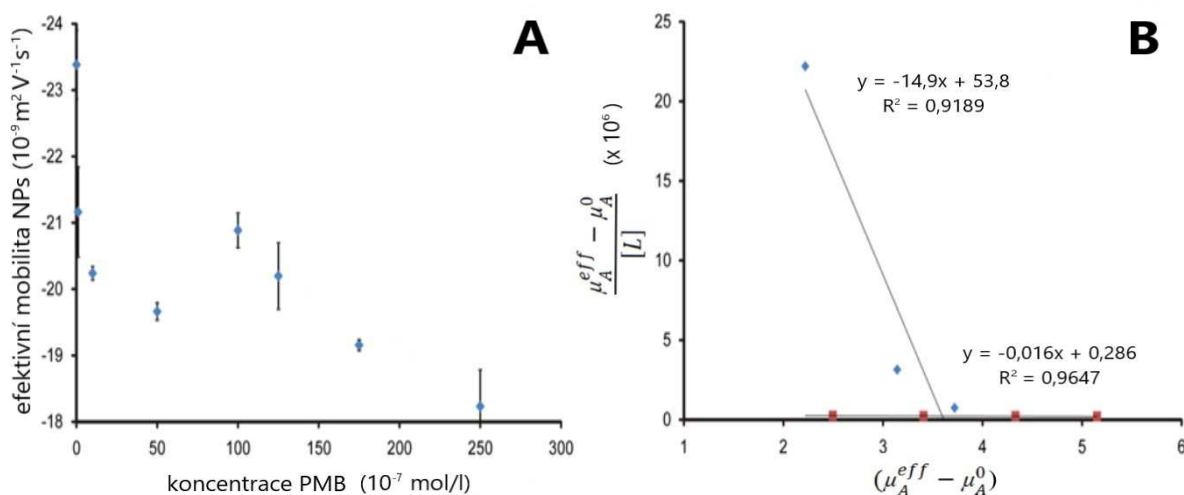 A
-24
-23
-22
-21
-20
-19
-18
efektivní mobilita NPs (10⁻⁹m² V⁻¹s⁻¹)
0 50 100 150 200 250 300
koncentrace PMB (10⁻⁷ mol/l)
B
25
20
15
10
5
0
μ_A^eff − μ_A^0
[L]
(x 10⁶)
y = -14,9x + 53,8
R² = 0,9189
y = -0,016x + 0,286
R² = 0,9647
1 2 3 4 5 6
(μ_A^eff − μ_A^0)